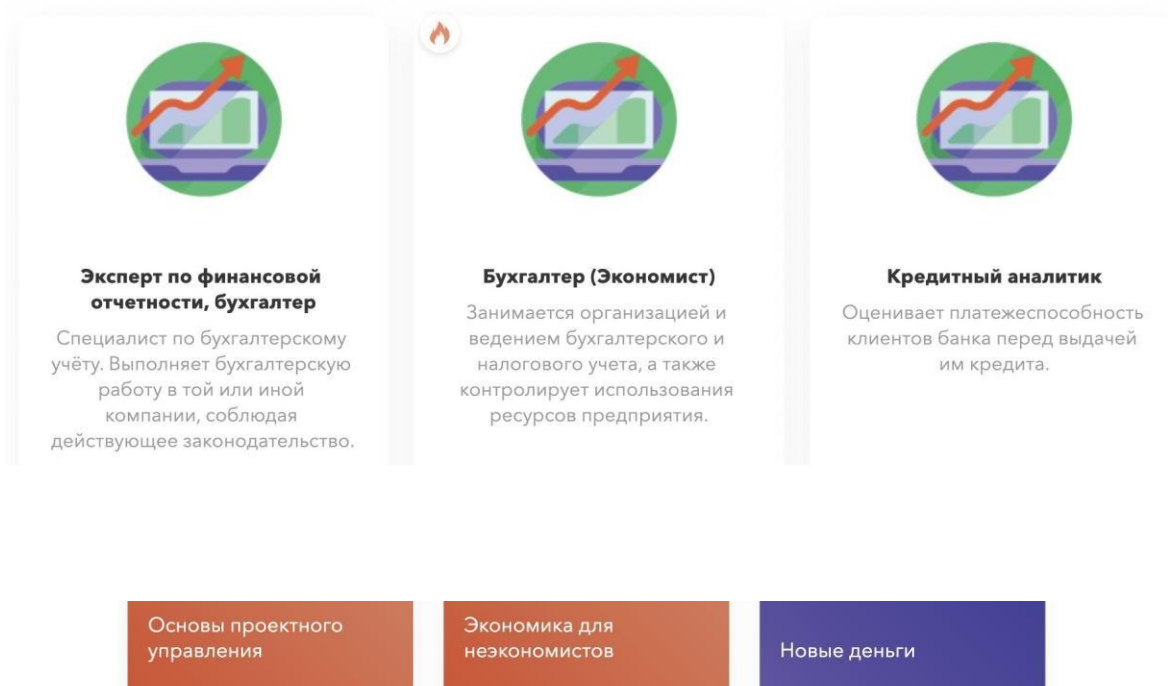 Эксперт по финансовой
отчетности, бухгалтер
Специалист по бухгалтерскому
учёту. Выполняет бухгалтерскую
работу в той или иной
компании, соблюдая
действующее законодательство.
Бухгалтер (Экономист)
Занимается организацией и
ведением бухгалтерского и
налогового учета, а также
контролирует использования
ресурсов предприятия.
Кредитный аналитик
Оценивает платежеспособность
клиентов банка перед выдачей
им кредита.
Основы проектного
управления
Экономика для
неэкономистов
Новые деньги